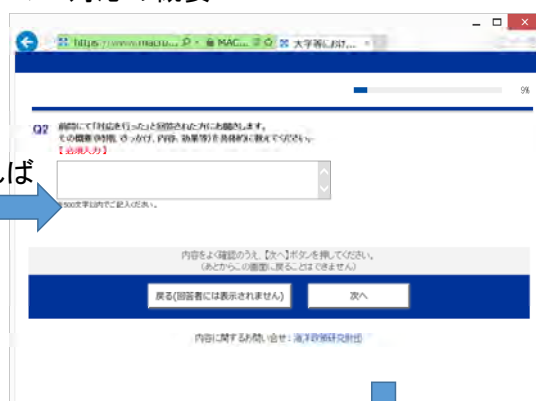 対応の概要
https://www.macro... MAC... 大学等におけ...
9%
Q2 前問にて「対応を行った」と回答された方にお聞きします。
その概要(時期、きっかけ、内容、効果等)を具体的に教えてください。
【必須入力】
れば
※500文字以内でご記入ください。
内容をよく確認のうえ、【次へ】ボタンを押してください。
(あとからこの画面に戻ることはできません)
戻る(回答者には表示されません) 次へ
内容に関するお問い合せ：海洋政策研究財団